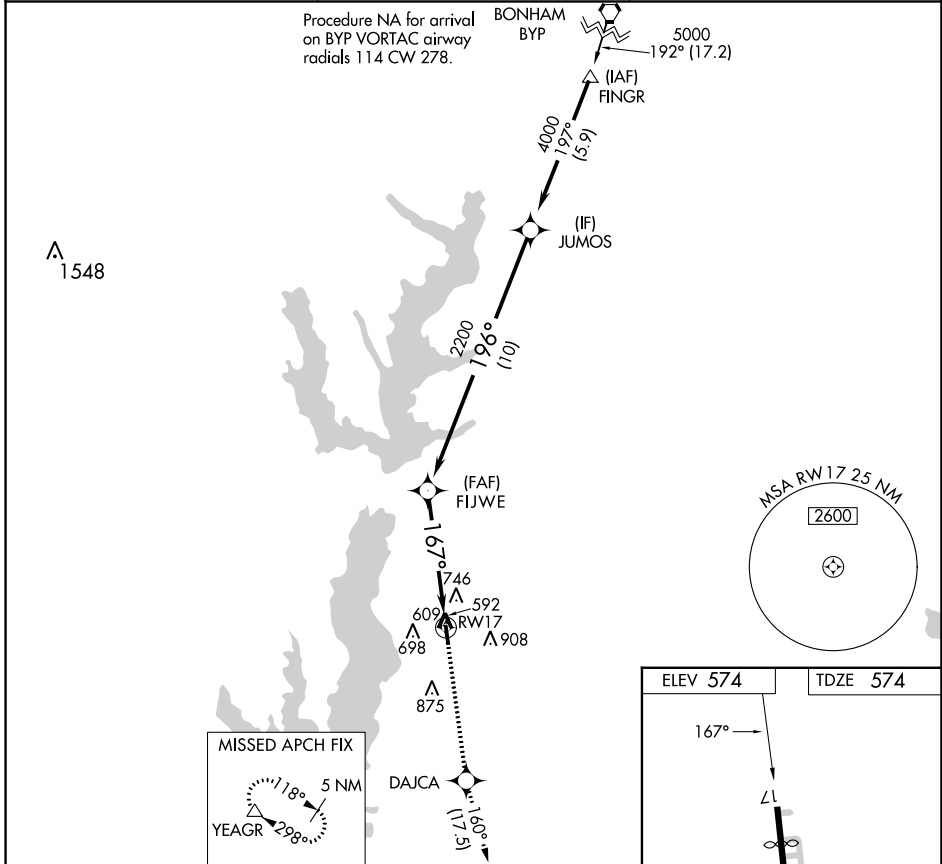 Procedure NA for arrival
on BYP VORTAC airway
radials 114 CW 278.
BONHAM
BYP
5000
192° (17.2)
(IAF)
FINGR
4000
197°
(5.9)
(IF)
JUMOS
1548
2200
196°
(10)
(FAF)
FIJWE
MSA RW17 25 NM
2600
167°
746
592
609
RW17
698
908
875
ELEV 574
TDZE 574
167°
17
MISSED APCH FIX
118°
5 NM
YEAGR
298°
DAJCA
160°
(17.5)